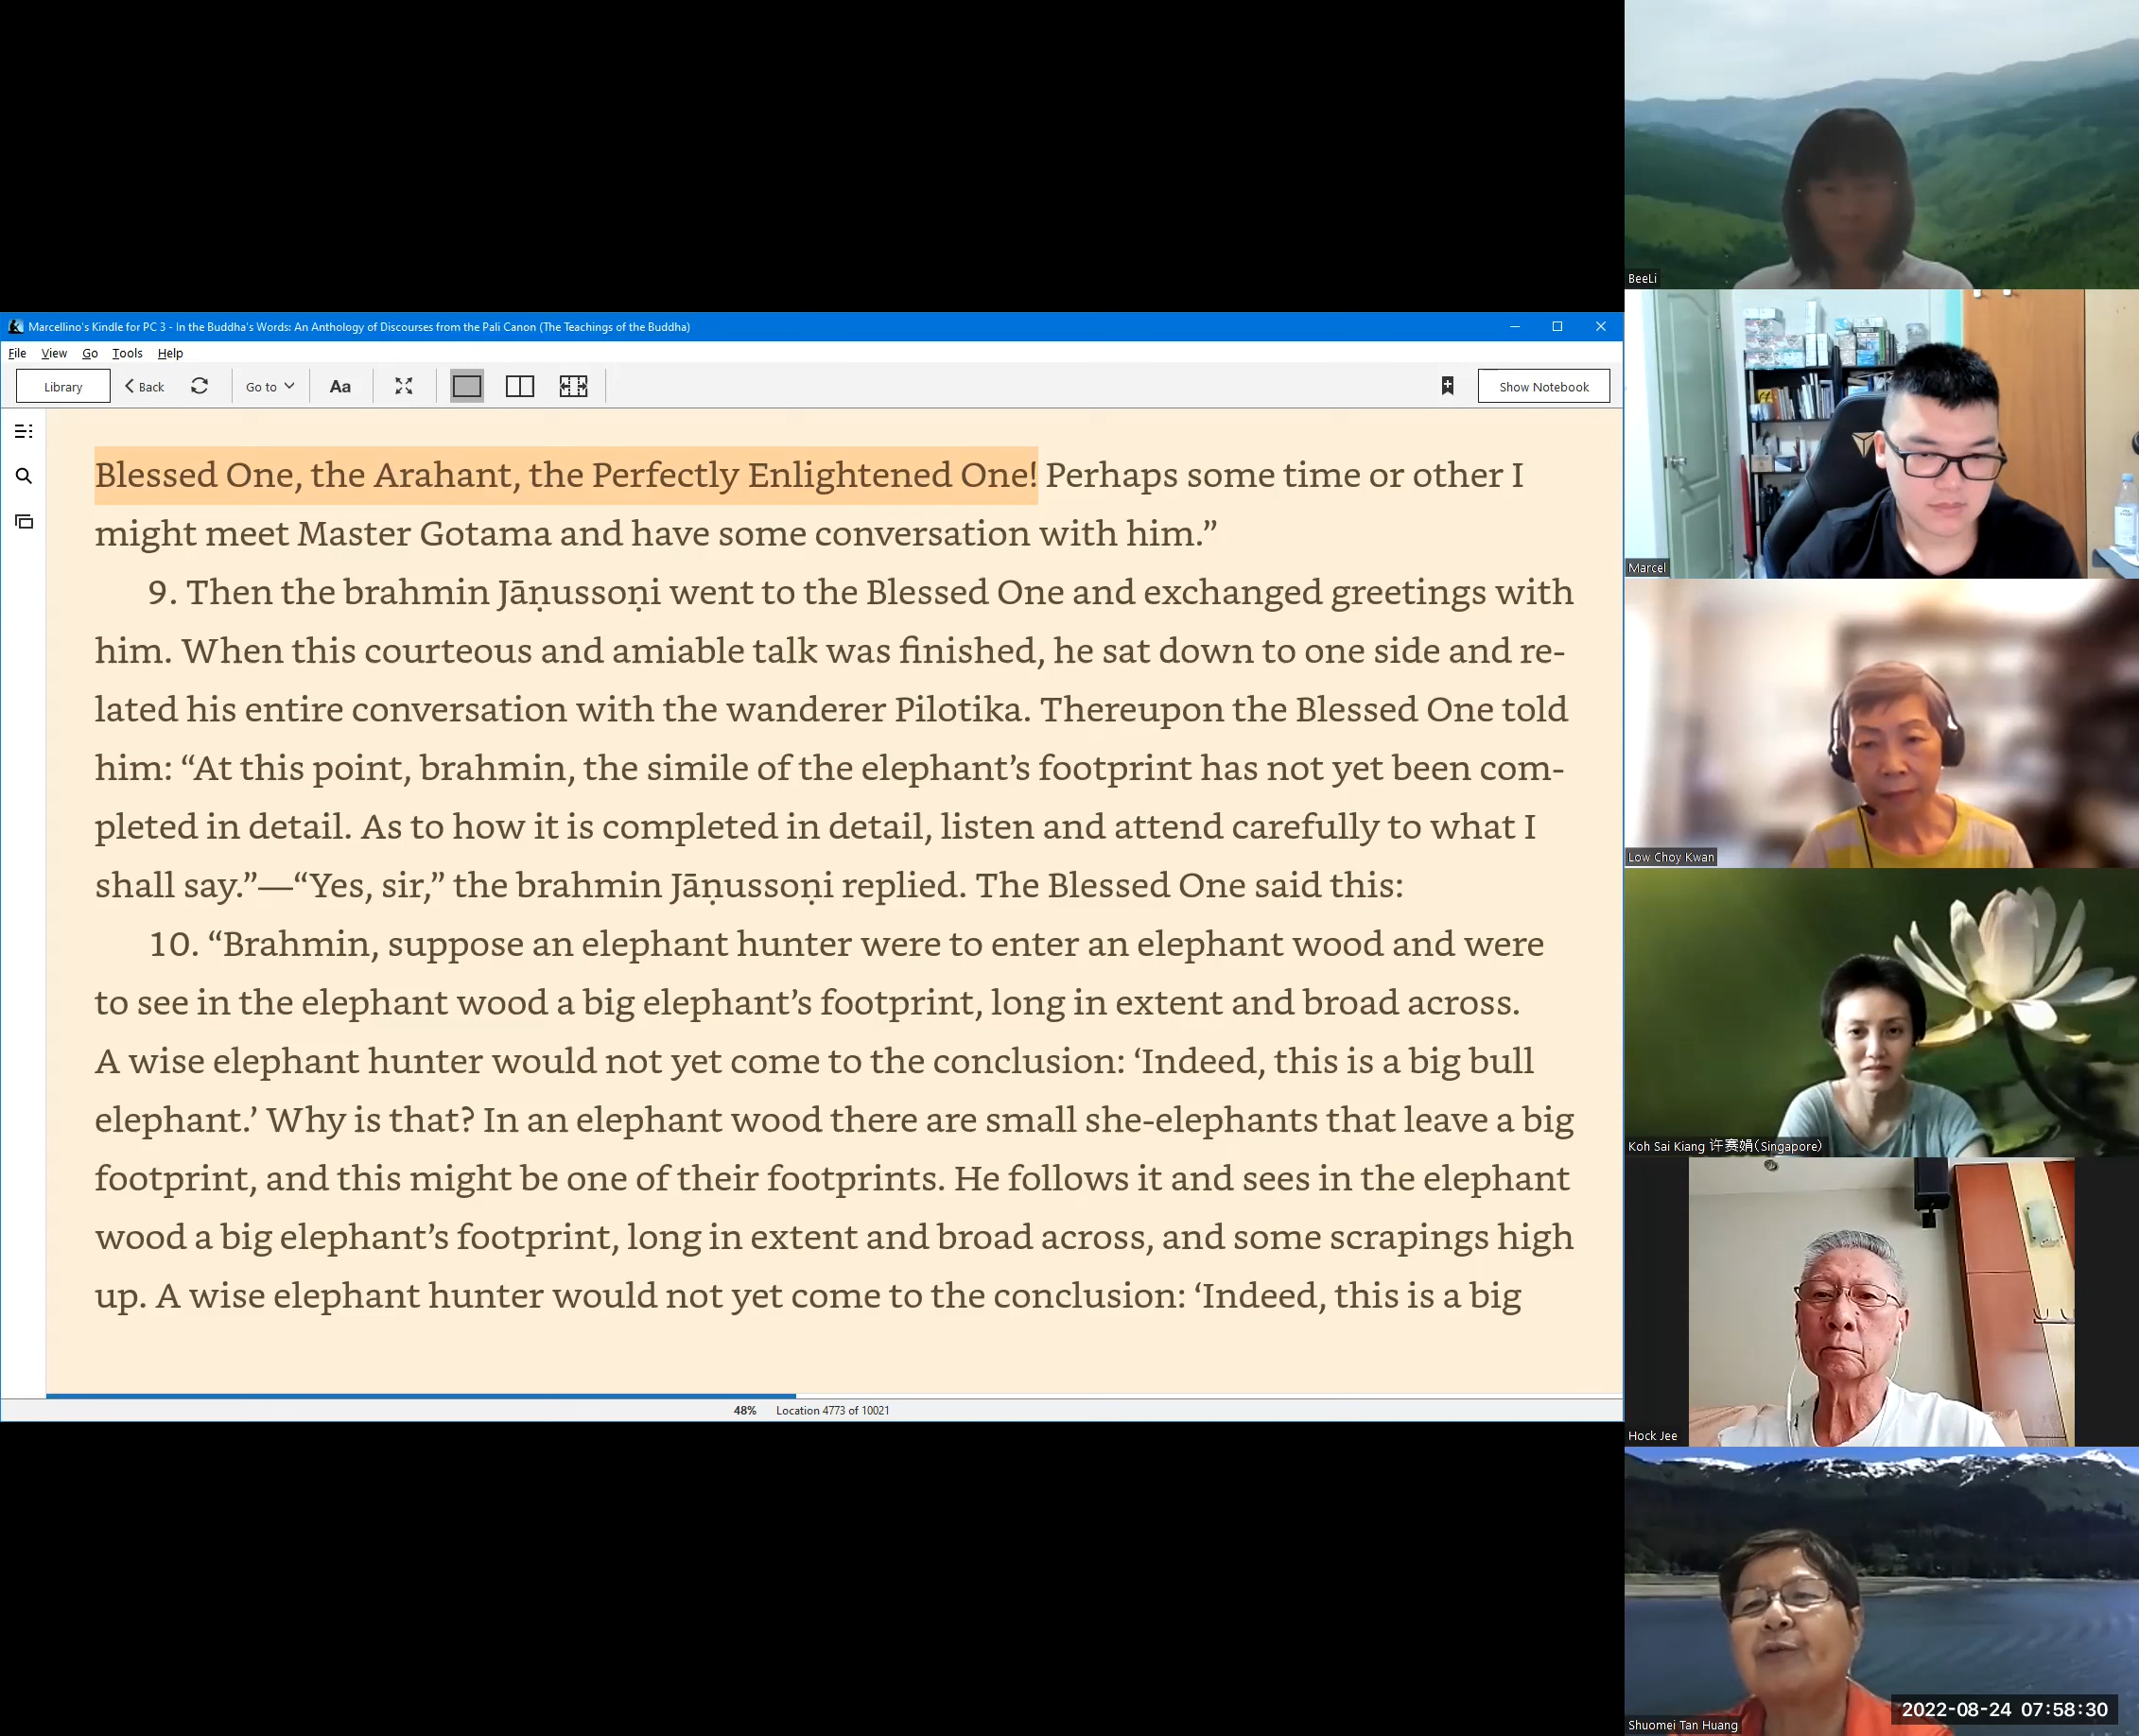 Marcellino's Kindle for PC 3 - In the Buddha's Words: An Anthology of Discourses from the Pali Canon (The Teachings of the Buddha)
File View Go Tools Help
Library Back Go to Aa Show Notebook
Blessed One, the Arahant, the Perfectly Enlightened One! Perhaps some time or other I
might meet Master Gotama and have some conversation with him.”
9. Then the brahmin Jāṇussoṇi went to the Blessed One and exchanged greetings with
him. When this courteous and amiable talk was finished, he sat down to one side and re-
lated his entire conversation with the wanderer Pilotika. Thereupon the Blessed One told
him: “At this point, brahmin, the simile of the elephant’s footprint has not yet been com-
pleted in detail. As to how it is completed in detail, listen and attend carefully to what I
shall say.”—“Yes, sir,” the brahmin Jāṇussoṇi replied. The Blessed One said this:
10. “Brahmin, suppose an elephant hunter were to enter an elephant wood and were
to see in the elephant wood a big elephant’s footprint, long in extent and broad across.
A wise elephant hunter would not yet come to the conclusion: ‘Indeed, this is a big bull
elephant.’ Why is that? In an elephant wood there are small she-elephants that leave a big
footprint, and this might be one of their footprints. He follows it and sees in the elephant
wood a big elephant’s footprint, long in extent and broad across, and some scrapings high
up. A wise elephant hunter would not yet come to the conclusion: ‘Indeed, this is a big
48% Location 4773 of 10021
BeeLi
Marcel
Low Choy Kwan
Koh Sai Kiang 许赛娟(Singapore)
Hock Jee
Shuomei Tan Huang
2022-08-24 07:58:30